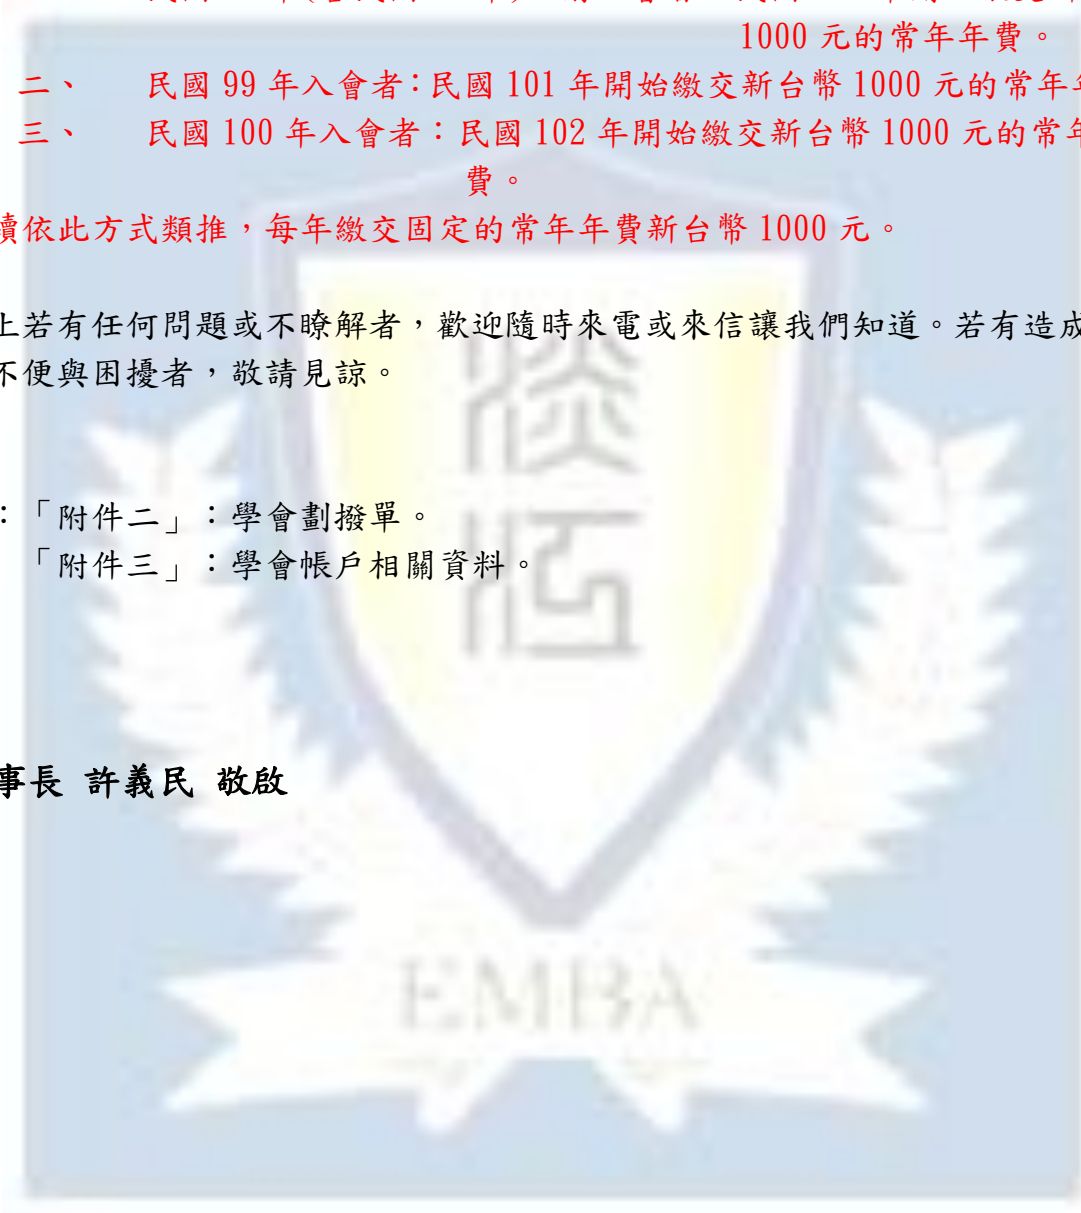 1000 元的常年年費。
二、 民國 99 年入會者：民國 101 年開始繳交新台幣 1000 元的常年年
三、 民國 100 年入會者：民國 102 年開始繳交新台幣 1000 元的常年
費。
續依此方式類推，每年繳交固定的常年年費新台幣 1000 元。
上若有任何問題或不瞭解者，歡迎隨時來電或來信讓我們知道。若有造成
不便與困擾者，敬請見諒。
：「附件二」：學會劃撥單。
「附件三」：學會帳戶相關資料。
事長 許義民 敬啟
EMBA